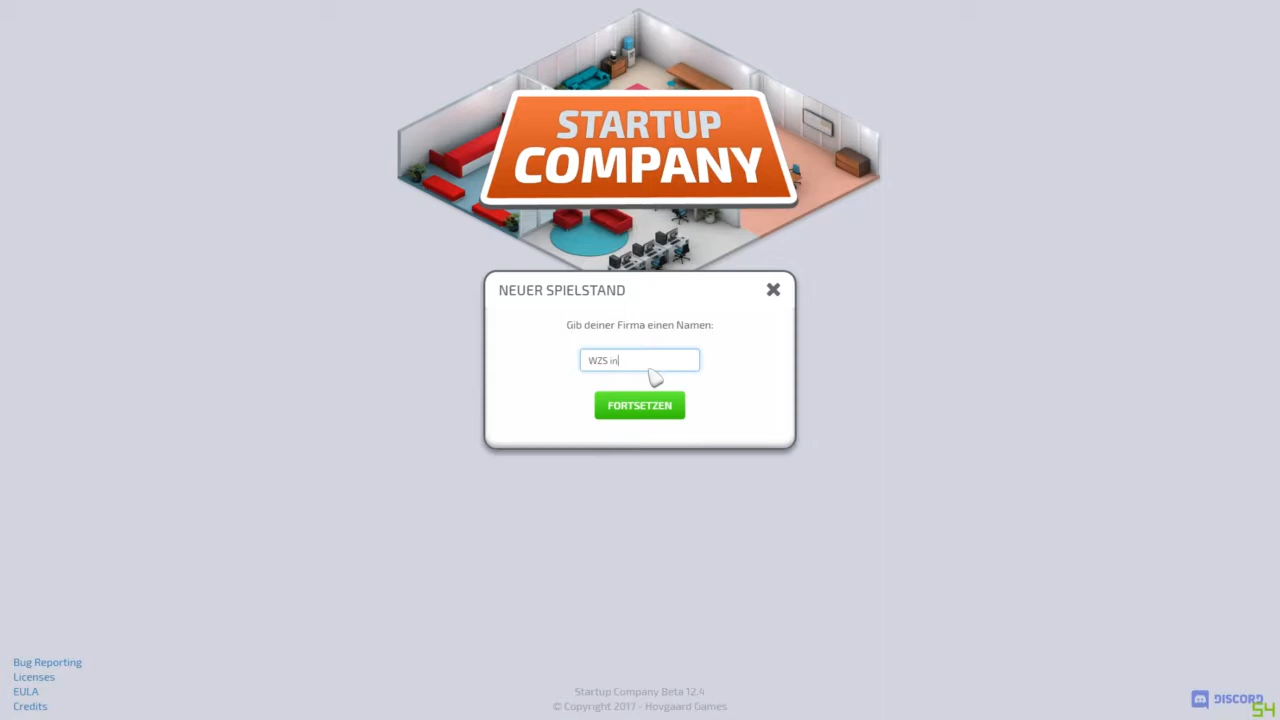 STARTUP
COMPANY
NEUER SPIELSTAND
Gib deiner Firma einen Namen:
WZS in
FORTSETZEN
Bug Reporting
Licenses
EULA
Credits
Startup Company Beta 12.4
© Copyright 2017 - Hovgaard Games
DISCORD
54